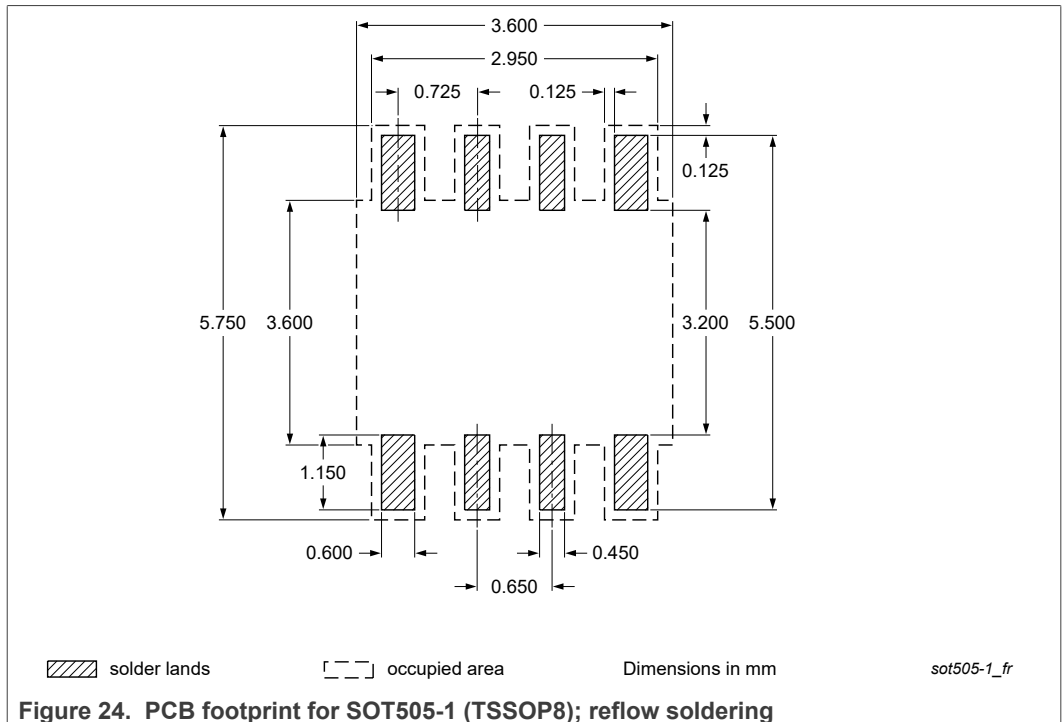 3.600
2.950
0.725 0.125
0.125
5.750 3.600 3.200 5.500
1.150
0.600 0.450
0.650
solder lands occupied area Dimensions in mm sot505-1_fr
Figure 24. PCB footprint for SOT505-1 (TSSOP8); reflow soldering